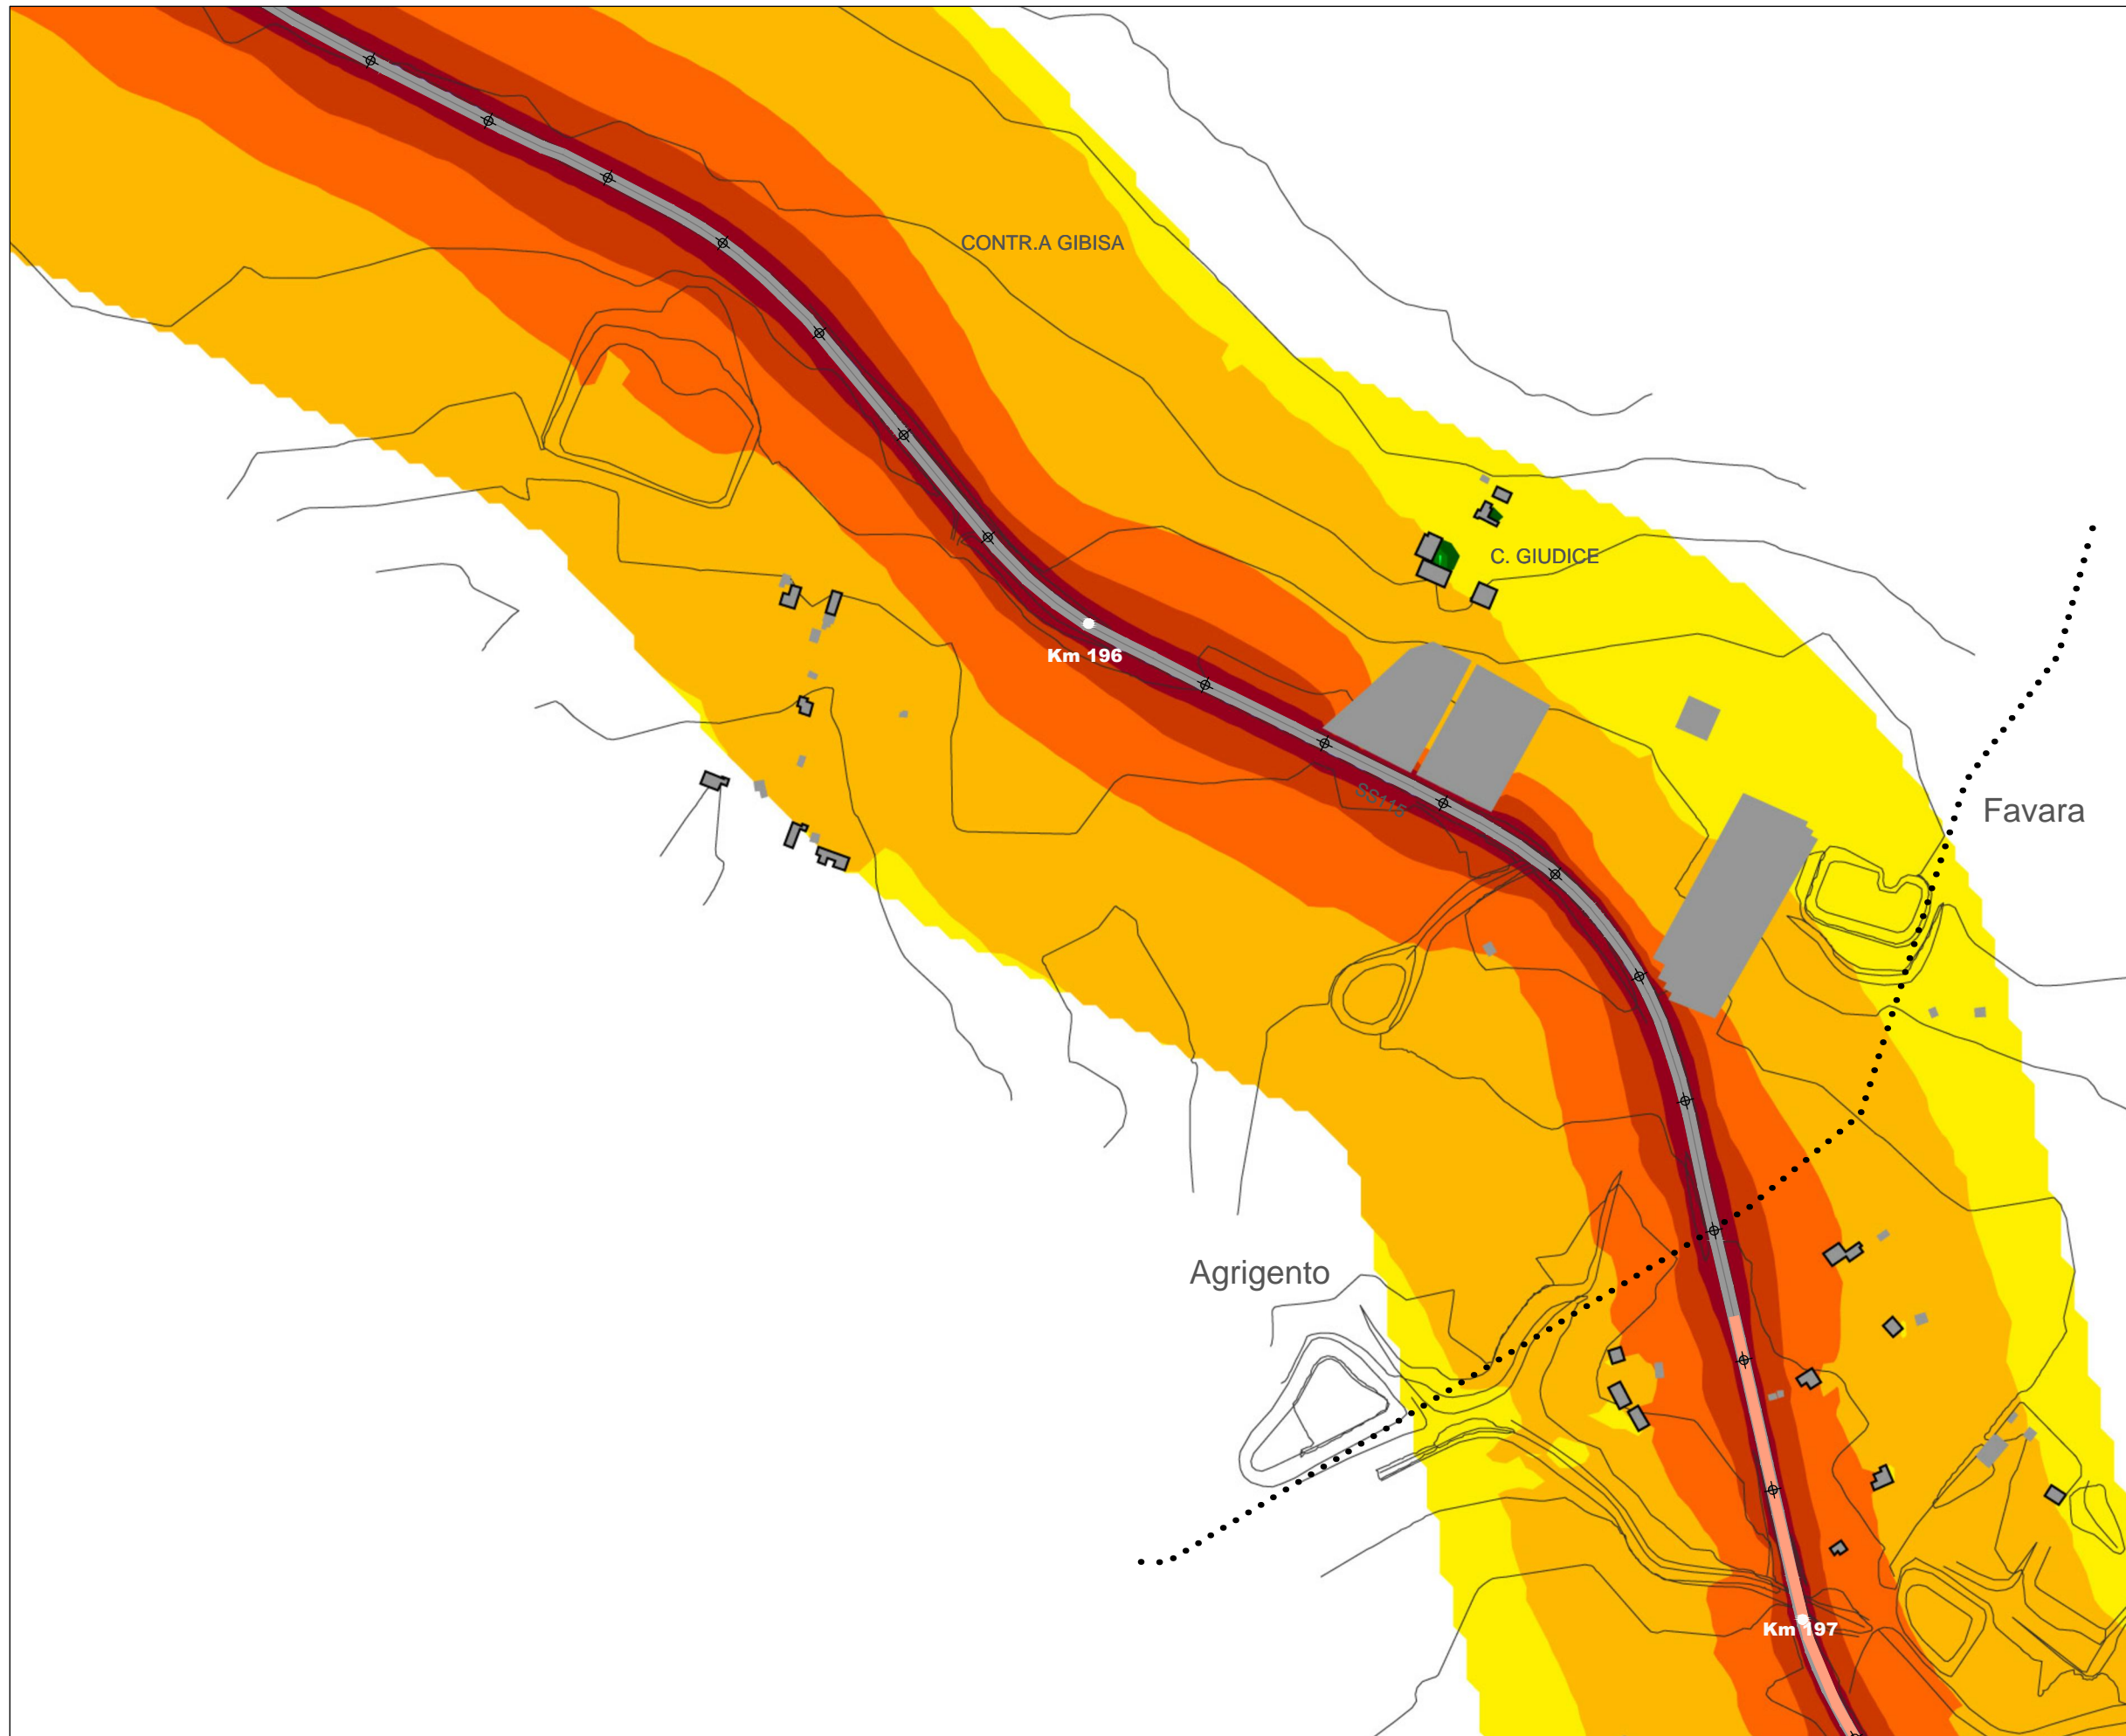 CONTR.A GIBISA
C. GIUDICE
Km 196
SS115
Favara
Agrigento
Km 197